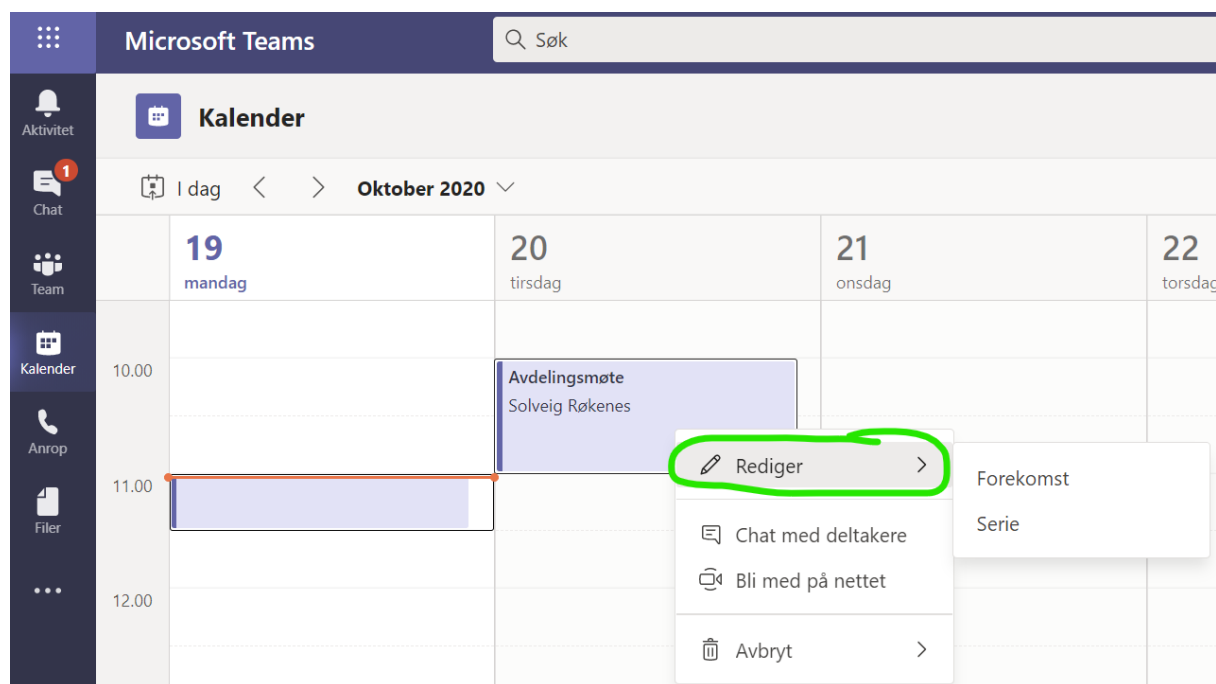 Microsoft Teams
Søk
Aktivitet
1
Chat
Team
Kalender
Anrop
Filer
Kalender
I dag
Oktober 2020
19
mandag
20
tirsdag
21
onsdag
22
torsdag
10.00
11.00
12.00
Avdelingsmøte
Solveig Røkenes
Rediger
Chat med deltakere
Bli med på nettet
Avbryt
Forekomst
Serie